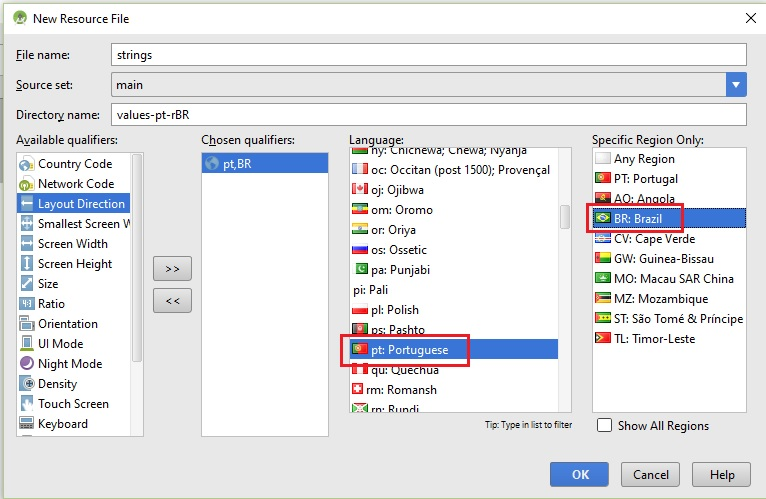 New Resource File
File name: strings
Source set: main
Directory name: values-pt-rBR
Available qualifiers:
Country Code
Network Code
Layout Direction
Smallest Screen W
Screen Width
Screen Height
Size
Ratio
Orientation
UI Mode
Night Mode
Density
Touch Screen
Keyboard
>>
<<
Chosen qualifiers:
pt,BR
Language:
ny: Chichewa; Chewa; Nyanja
oc: Occitan (post 1500); Provençal
oj: Ojibwa
om: Oromo
or: Oriya
os: Ossetic
pa: Punjabi
pi: Pali
pl: Polish
ps: Pashto
pt: Portuguese
qu: Quechua
rm: Romansh
rn: Rundi
Tip: Type in list to filter
Specific Region Only:
Any Region
PT: Portugal
AO: Angola
BR: Brazil
CV: Cape Verde
GW: Guinea-Bissau
MO: Macau SAR China
MZ: Mozambique
ST: São Tomé & Príncipe
TL: Timor-Leste
Show All Regions
OK
Cancel
Help